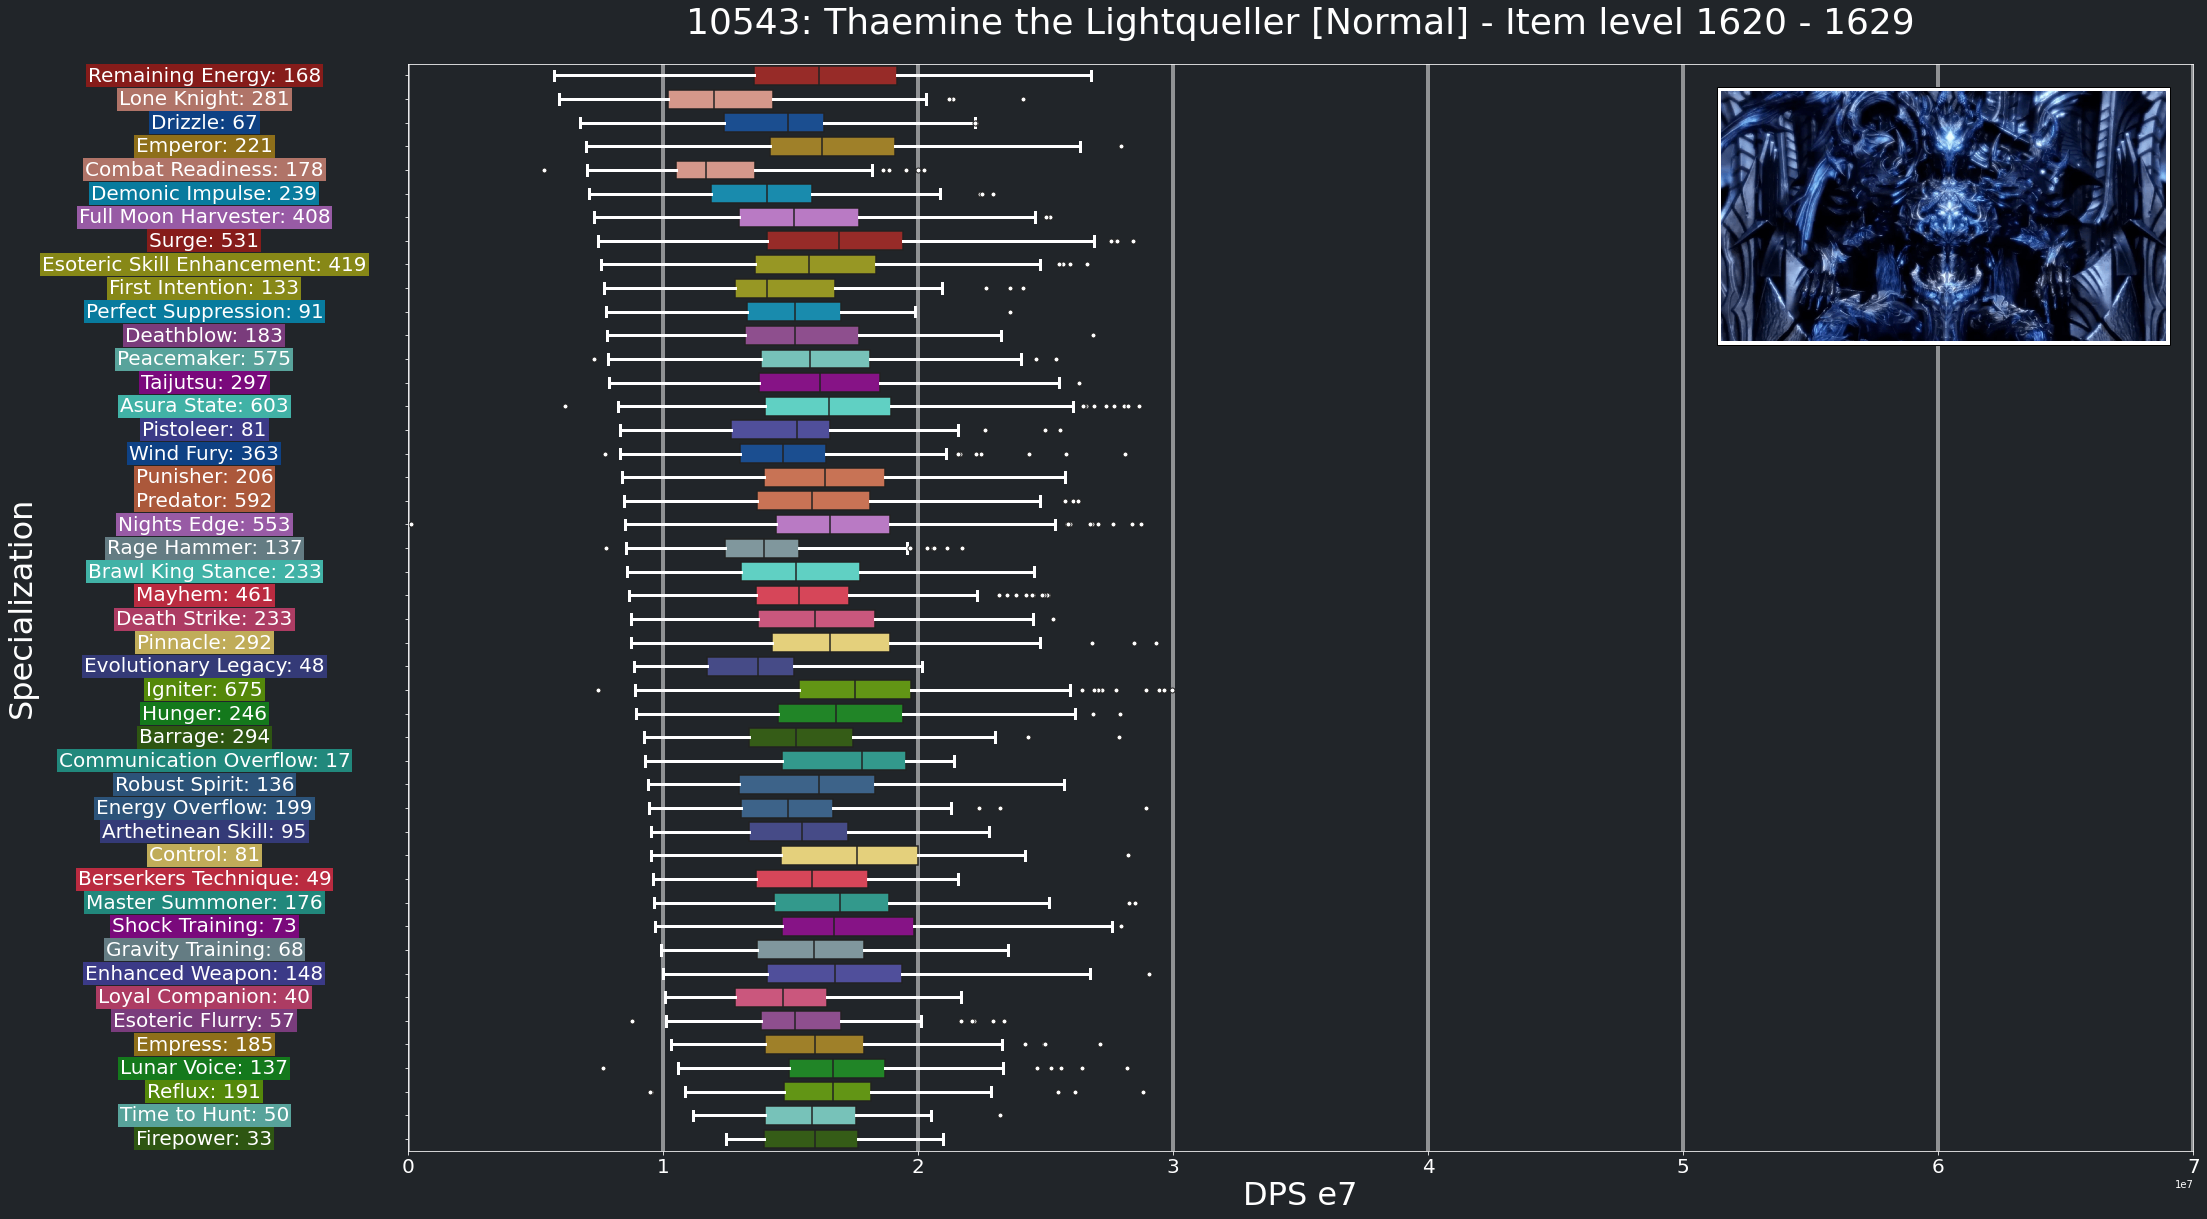 10543: Thaemine the Lightqueller [Normal] - Item level 1620 - 1629
Specialization
Remaining Energy: 168
Lone Knight: 281
Drizzle: 67
Emperor: 221
Combat Readiness: 178
Demonic Impulse: 239
Full Moon Harvester: 408
Surge: 531
Esoteric Skill Enhancement: 419
First Intention: 133
Perfect Suppression: 91
Deathblow: 183
Peacemaker: 575
Taijutsu: 297
Asura State: 603
Pistoleer: 81
Wind Fury: 363
Punisher: 206
Predator: 592
Nights Edge: 553
Rage Hammer: 137
Brawl King Stance: 233
Mayhem: 461
Death Strike: 233
Pinnacle: 292
Evolutionary Legacy: 48
Igniter: 675
Hunger: 246
Barrage: 294
Communication Overflow: 17
Robust Spirit: 136
Energy Overflow: 199
Arthetinean Skill: 95
Control: 81
Berserkers Technique: 49
Master Summoner: 176
Shock Training: 73
Gravity Training: 68
Enhanced Weapon: 148
Loyal Companion: 40
Esoteric Flurry: 57
Empress: 185
Lunar Voice: 137
Reflux: 191
Time to Hunt: 50
Firepower: 33
0 1 2 3 4 5 6 7
1e7
DPS e7